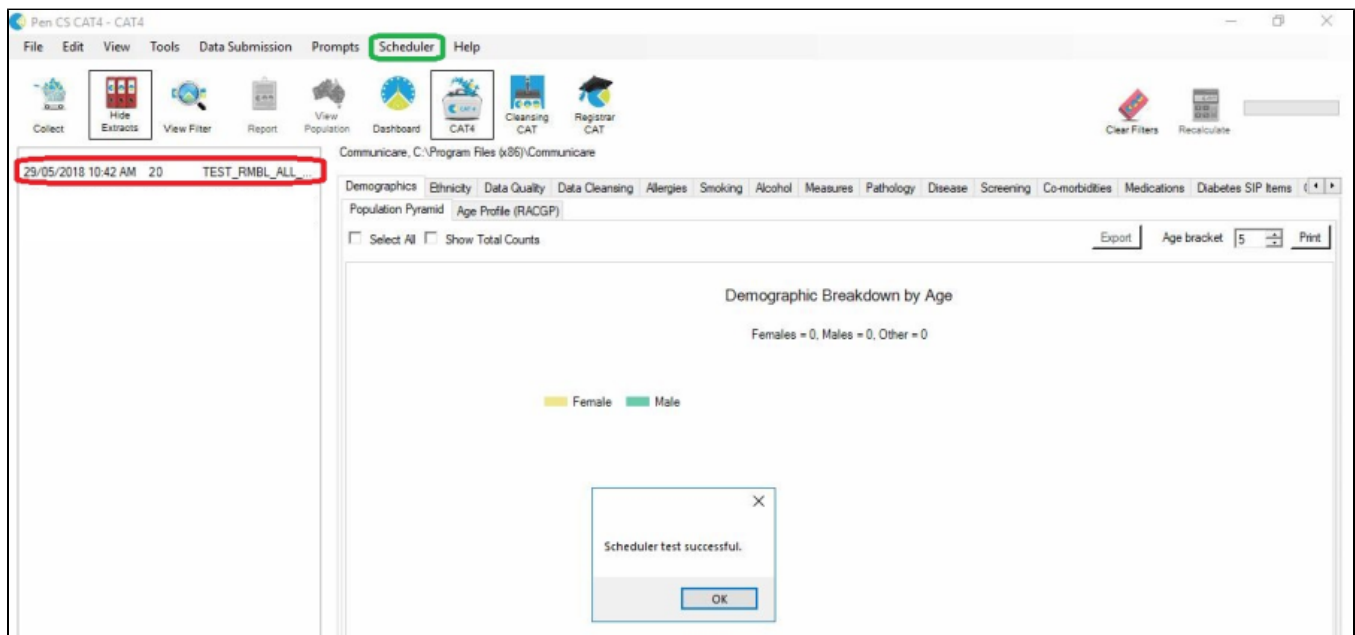 Pen CS CAT4 - CAT4
File Edit View Tools Data Submission Prompts Scheduler Help
Collect
Hide Extracts
View Filter
Report
View Population
Dashboard
CAT4
Cleansing CAT
Registrar CAT
Clear Filters
Recalculate
Communicare, C:\Program Files (x86)\Communicare
29/05/2018 10:42 AM 20 TEST_RMBL_ALL_...
Demographics Ethnicity Data Quality Data Cleansing Allergies Smoking Alcohol Measures Pathology Disease Screening Co-morbidities Medications Diabetes SIP Items
Population Pyramid Age Profile (RACGP)
Select All Show Total Counts Export Age bracket 5 Print
Demographic Breakdown by Age
Females = 0, Males = 0, Other = 0
Female Male
Scheduler test successful.
OK